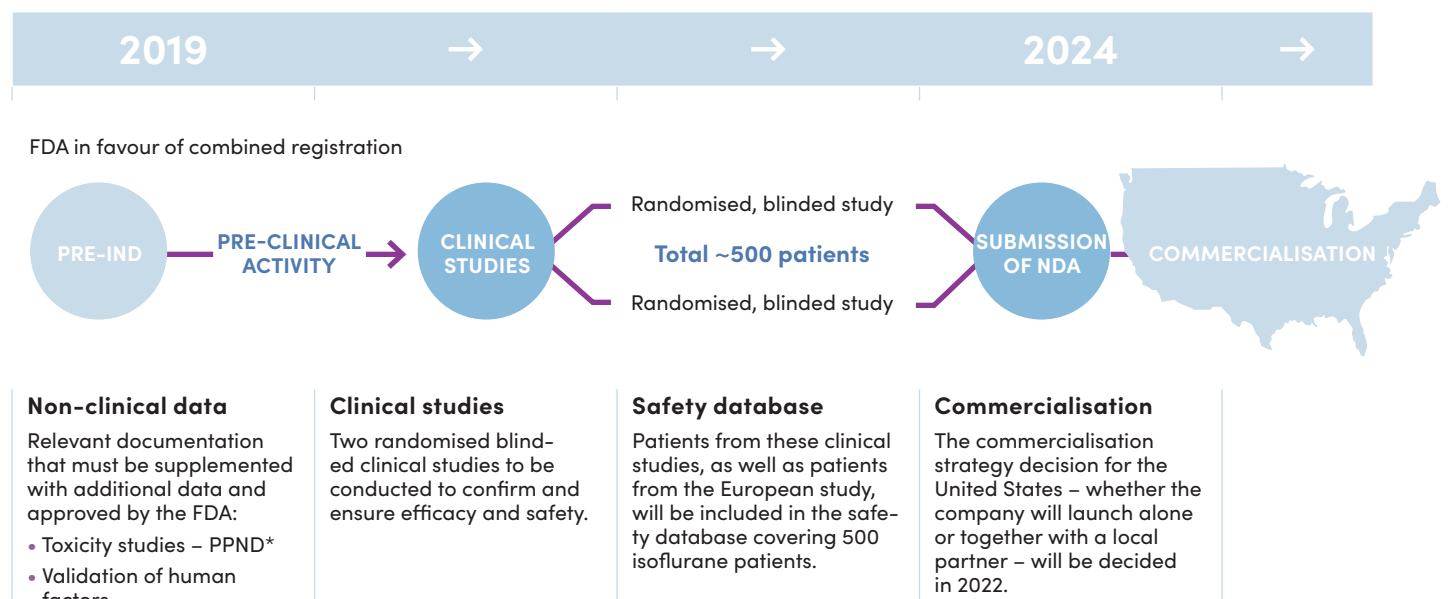 2019 → → 2024 →
FDA in favour of combined registration
PRE-IND
PRE-CLINICAL
ACTIVITY
CLINICAL
STUDIES
Randomised, blinded study
Total ~500 patients
Randomised, blinded study
SUBMISSION
OF NDA
COMMERCIALISATION
Non-clinical data
Relevant documentation
that must be supplemented
with additional data and
approved by the FDA:
• Toxicity studies – PPND*
• Validation of human
factors
Clinical studies
Two randomised blind-
ed clinical studies to be
conducted to confirm and
ensure efficacy and safety.
Safety database
Patients from these clinical
studies, as well as patients
from the European study,
will be included in the safe-
ty database covering 500
isoflurane patients.
Commercialisation
The commercialisation
strategy decision for the
United States – whether the
company will launch alone
or together with a local
partner – will be decided
in 2022.